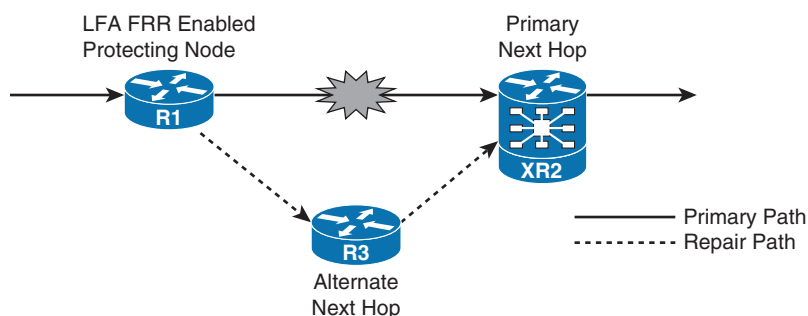 LFA FRR Enabled
Protecting Node
Primary
Next Hop
R1
XR2
R3
Alternate
Next Hop
Primary Path
Repair Path